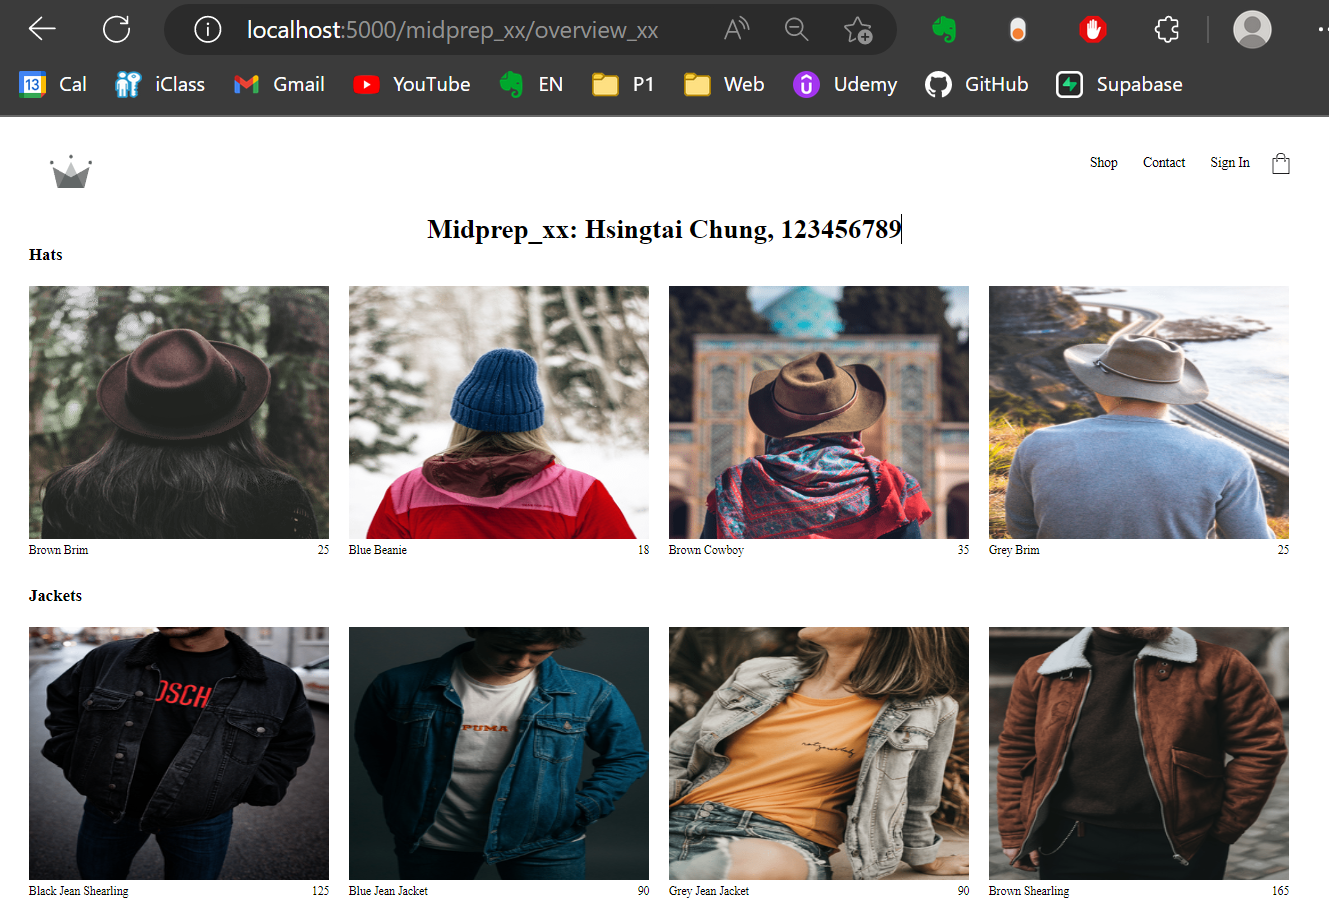 localhost:5000/midprep_xx/overview_xx
13 Cal iClass Gmail YouTube EN P1 Web Udemy GitHub Supabase
Shop Contact Sign In
Midprep_xx: Hsingtai Chung, 123456789
Hats
Brown Brim 25 Blue Beanie 18 Brown Cowboy 35 Grey Brim 25
Jackets
OSCH
PUMA
Black Jean Shearling 125 Blue Jean Jacket 90 Grey Jean Jacket 90 Brown Shearling 165